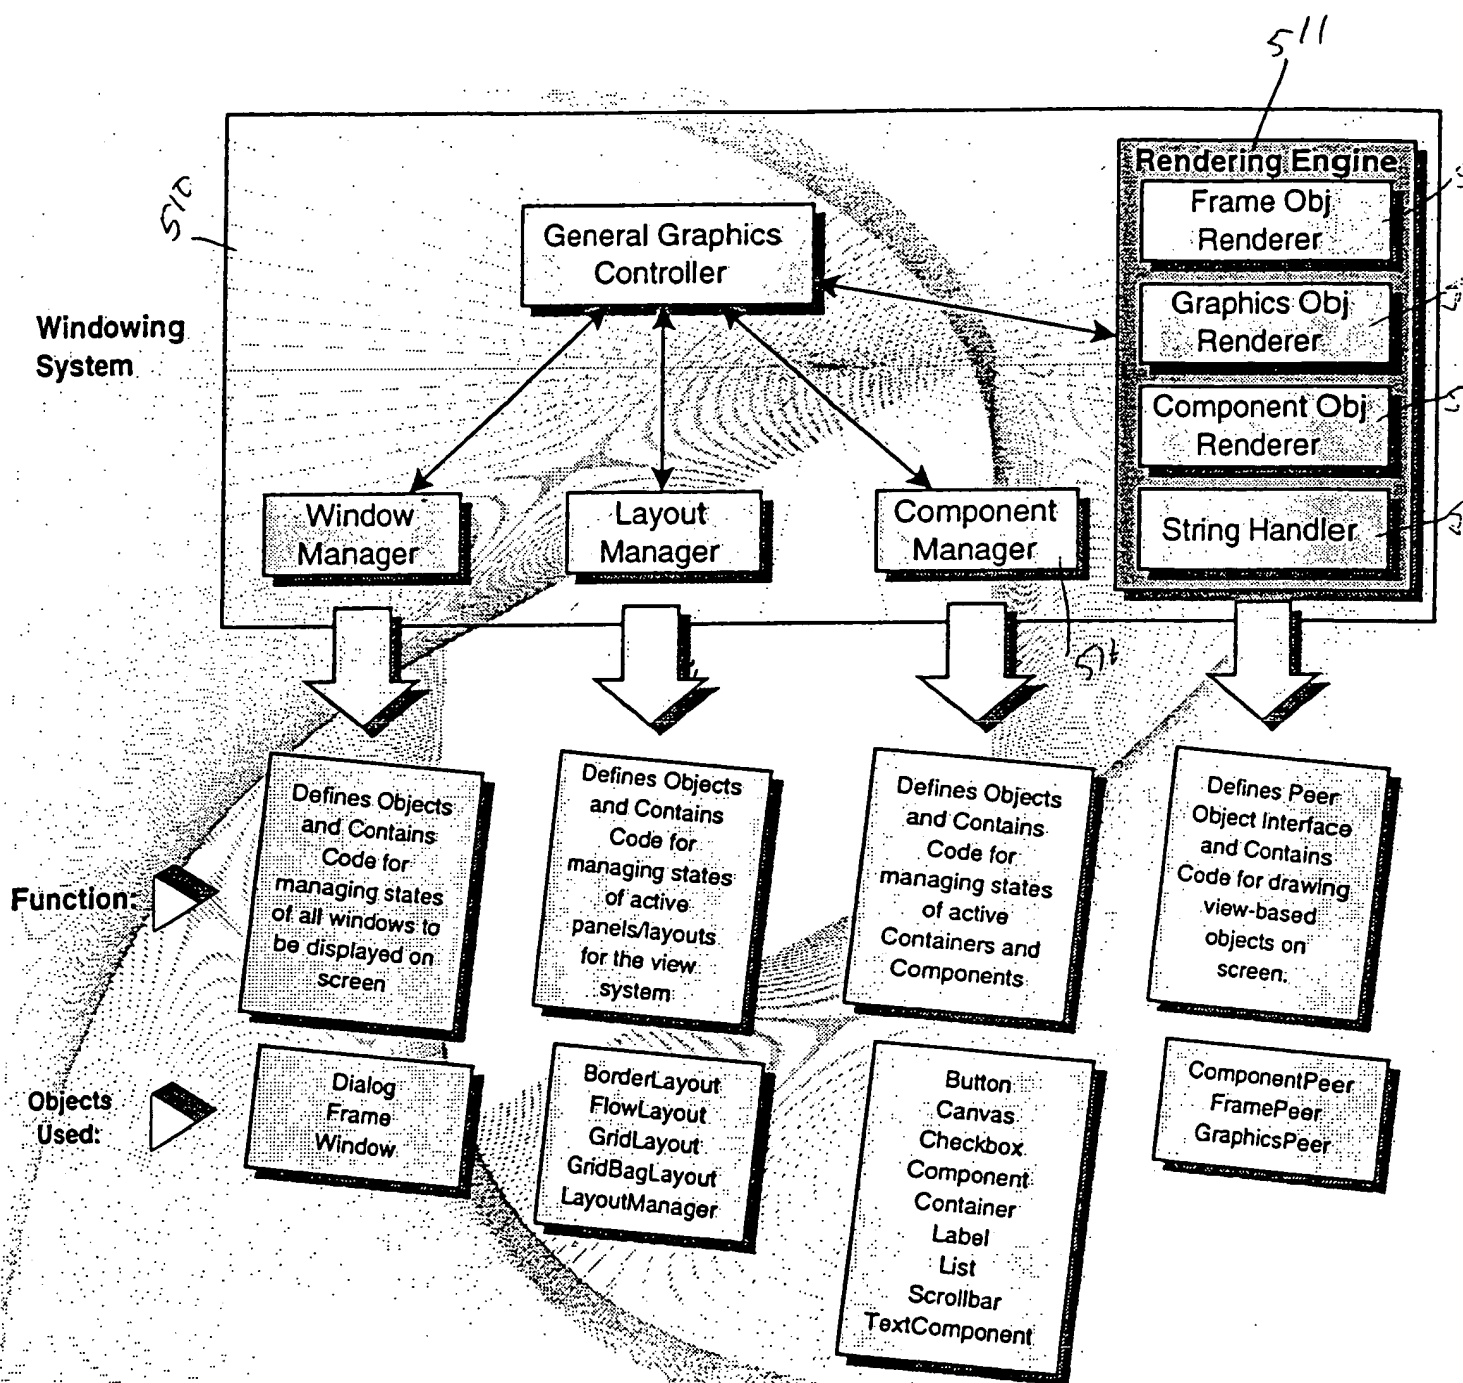 511
510
Rendering Engine
Frame Obj
Renderer
Graphics Obj
Renderer
Component Obj
Renderer
String Handler
General Graphics
Controller
Windowing
System
Window
Manager
Layout
Manager
Component
Manager
Function:
Defines Objects
and Contains
Code for
managing states
of all windows to
be displayed on
screen
Defines Objects
and Contains
Code for
managing states
of active
panels/layouts
for the view
system
Defines Objects
and Contains
Code for
managing states
of active
Containers and
Components
Defines Peer
Object Interface
and Contains
Code for drawing
view-based
objects on
screen.
Objects
Used:
Dialog
Frame
Window
BorderLayout
FlowLayout
GridLayout
GridBagLayout
LayoutManager
Button
Canvas
Checkbox
Component
Container
Label
List
Scrollbar
TextComponent
ComponentPeer
FramePeer
GraphicsPeer